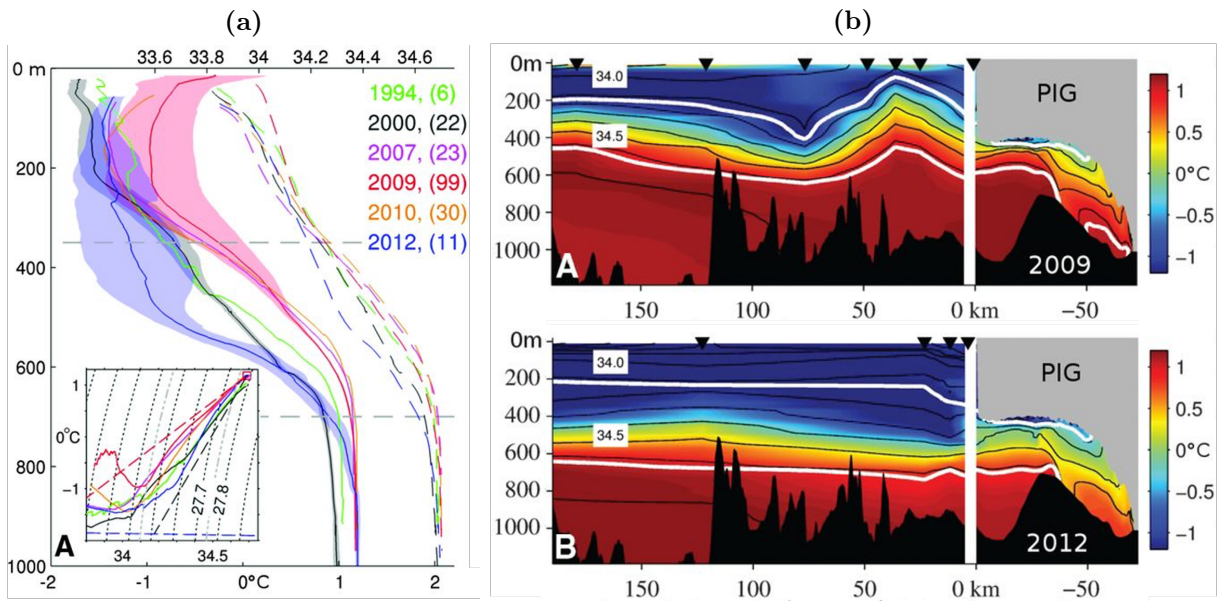 (a)
33.6 33.8 34 34.2 34.4 34.6
0 m
200
400
600
800
1000
1994, (6)
2000, (22)
2007, (23)
2009, (99)
2010, (30)
2012, (11)
1
0°C
-1
27.7 27.8
34 34.5
A
-2 -1 0°C 1 2
(b)
0m
200
400
600
800
1000
34.0
34.5
PIG
A
2009
150 100 50 0 km -50
1
0.5
0°C
-0.5
-1
0m
200
400
600
800
1000
34.0
34.5
PIG
B
2012
150 100 50 0 km -50
1
0.5
0°C
-0.5
-1